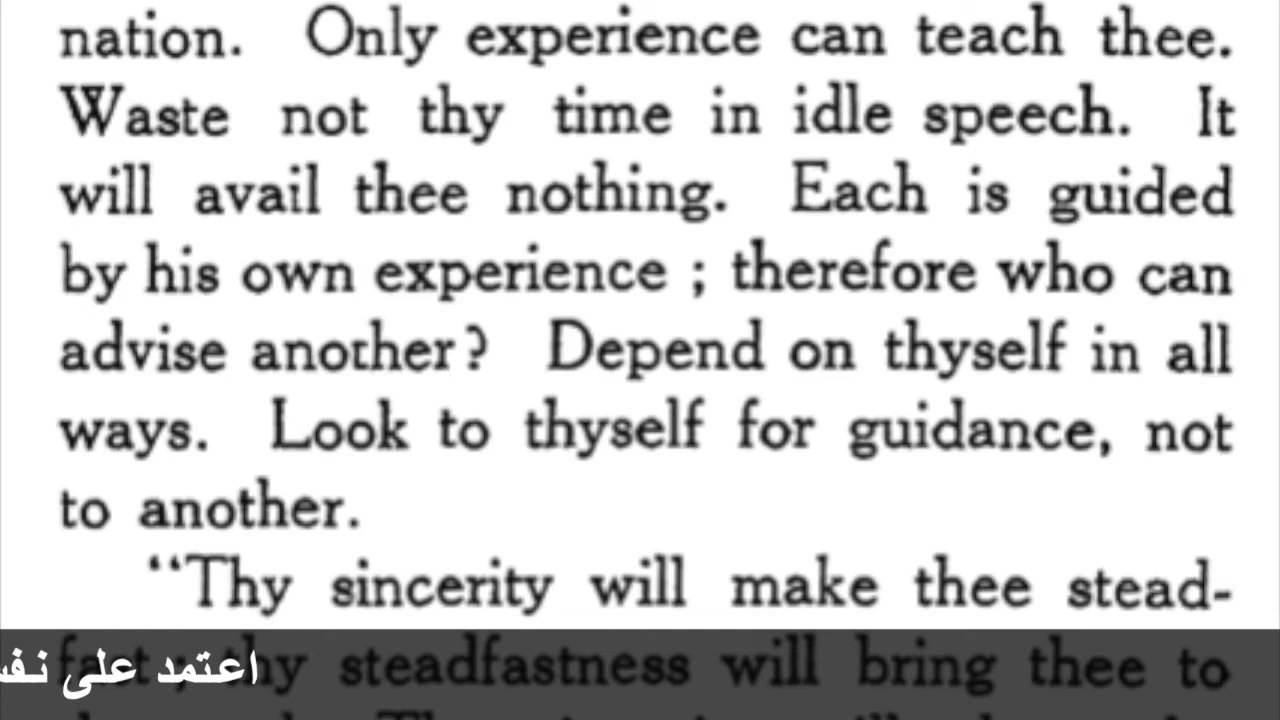 nation. Only experience can teach thee.
Waste not thy time in idle speech. It
will avail thee nothing. Each is guided
by his own experience ; therefore who can
advise another? Depend on thyself in all
ways. Look to thyself for guidance, not
to another.
“Thy sincerity will make thee stead-
fast ; thy steadfastness will bring thee to
اعتمد على